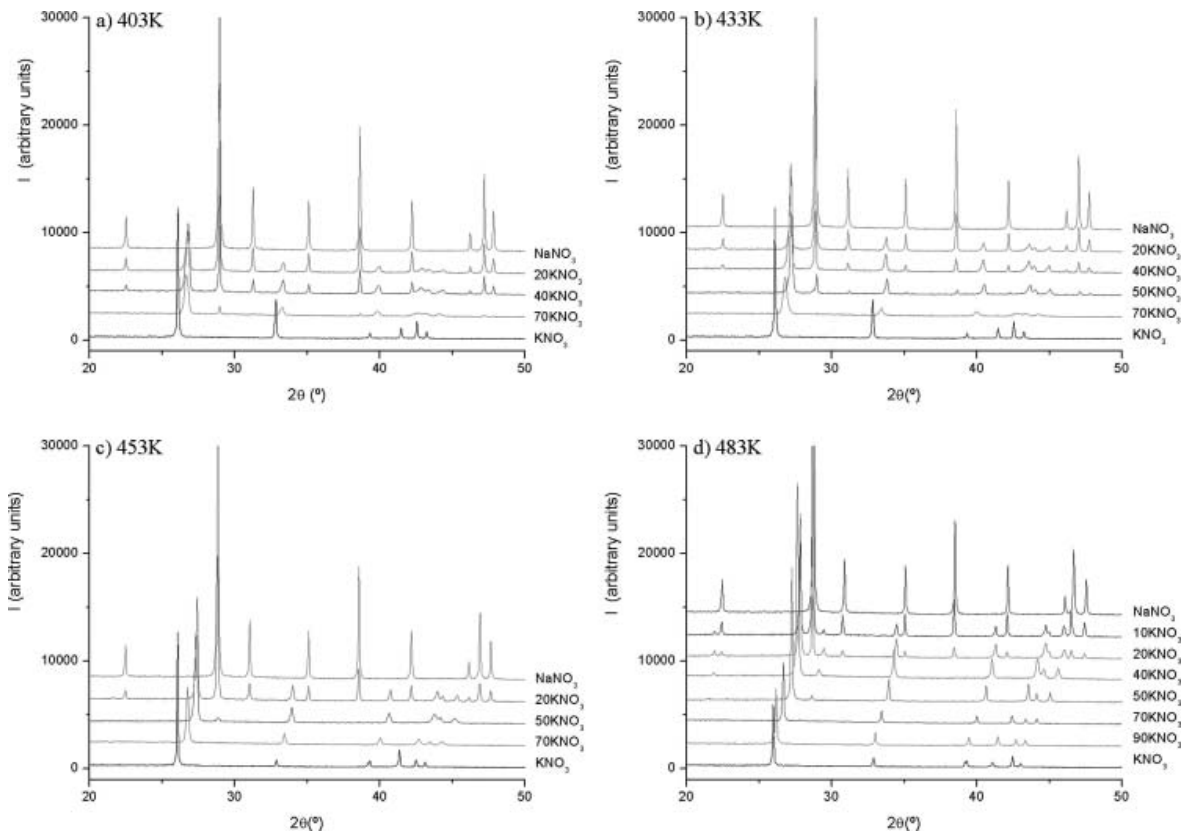 a) 403K
30000
20000
10000
0
I (arbitrary units)
NaNO3
20KNO3
40KNO3
70KNO3
KNO3
20 30 40 50
2θ (º)
b) 433K
30000
20000
10000
0
I (arbitrary units)
NaNO3
20KNO3
40KNO3
50KNO3
70KNO3
KNO3
20 30 40 50
2θ(º)
c) 453K
30000
20000
10000
0
I (arbitrary units)
NaNO3
20KNO3
50KNO3
70KNO3
KNO3
20 30 40 50
2θ(º)
d) 483K
30000
20000
10000
0
I (arbitrary units)
NaNO3
10KNO3
20KNO3
40KNO3
50KNO3
70KNO3
90KNO3
KNO3
20 30 40 50
2θ(º)